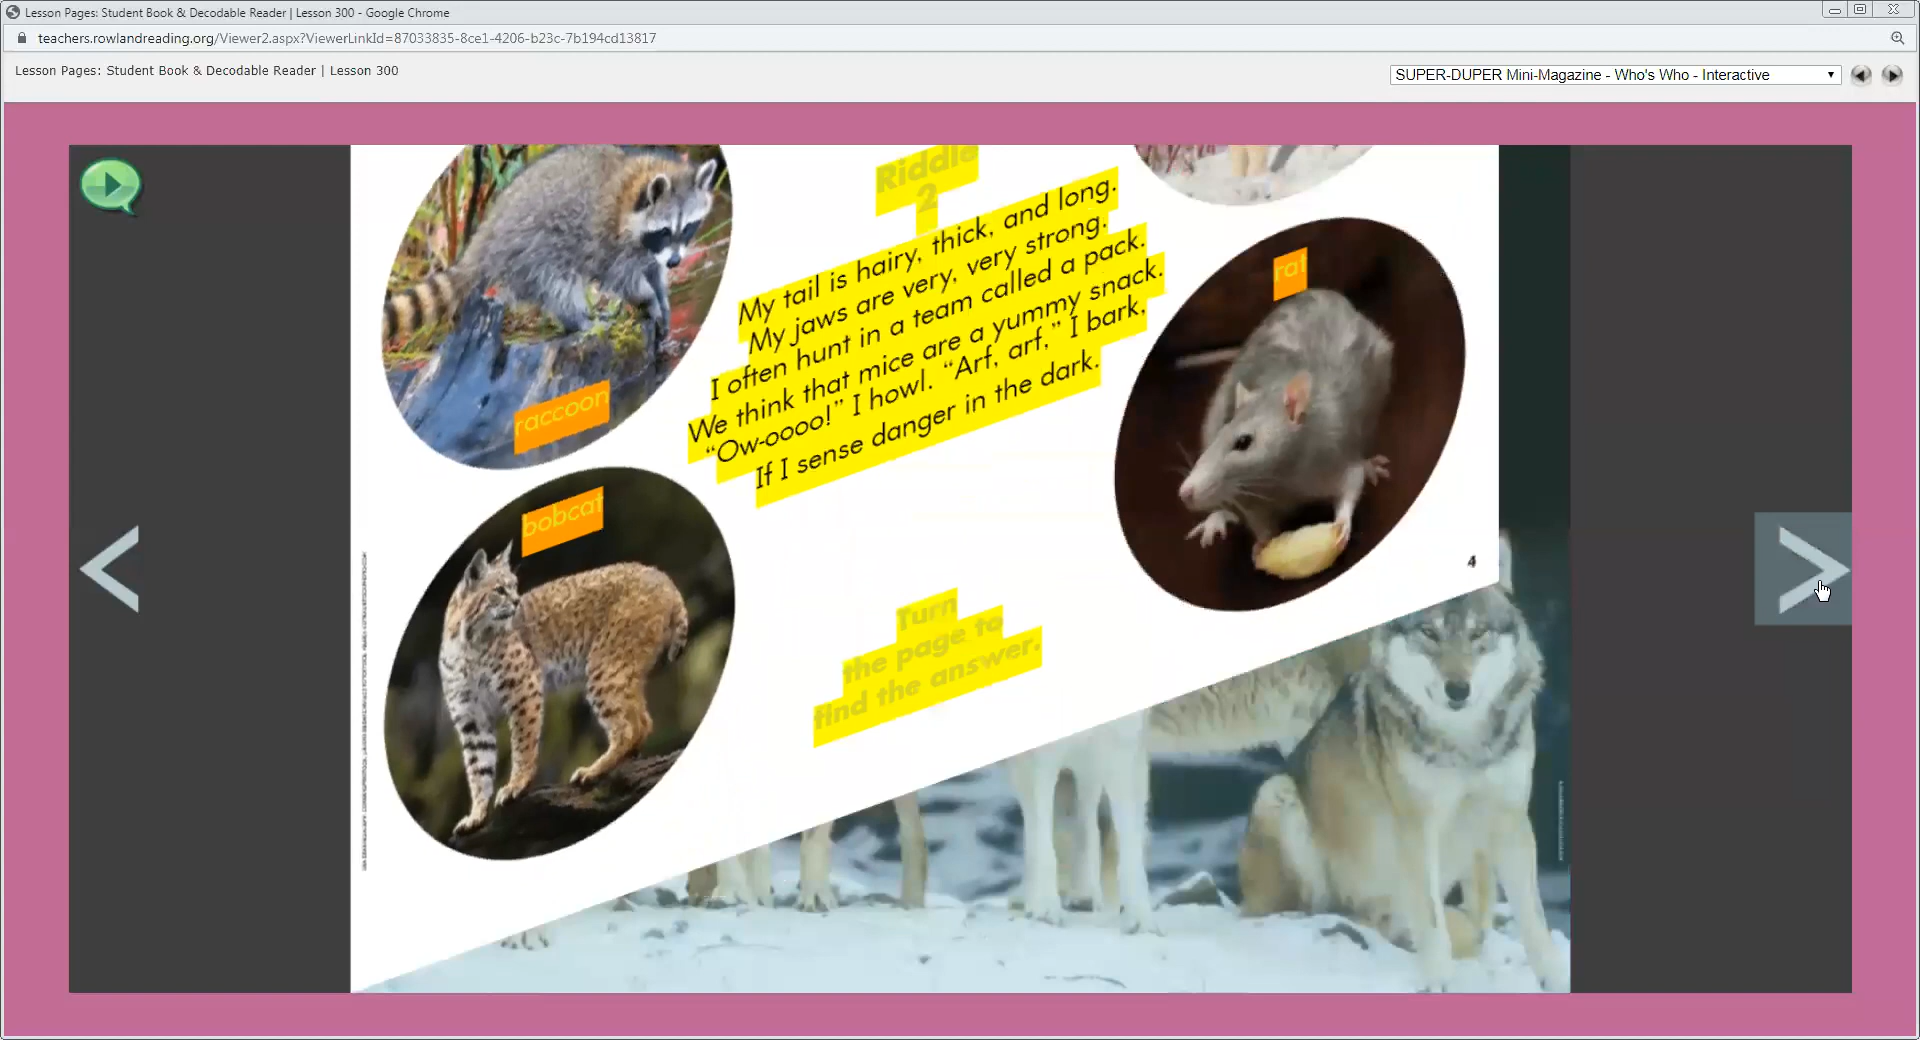 Lesson Pages: Student Book & Decodable Reader | Lesson 300 - Google Chrome
teachers.rowlandreading.org/Viewer2.aspx?ViewerLinkId=87033835-8ce1-4206-b23c-7b194cd13817
Lesson Pages: Student Book & Decodable Reader | Lesson 300
SUPER-DUPER Mini-Magazine - Who's Who - Interactive
Riddle
2
My tail is hairy, thick, and long.
My jaws are very, very strong.
I often hunt in a team called a pack.
We think that mice are a yummy snack.
“Ow-oooo!” I howl. “Arf, arf,” I bark,
If I sense danger in the dark.
raccoon
rat
bobcat
4
Turn
the page to
find the answer.